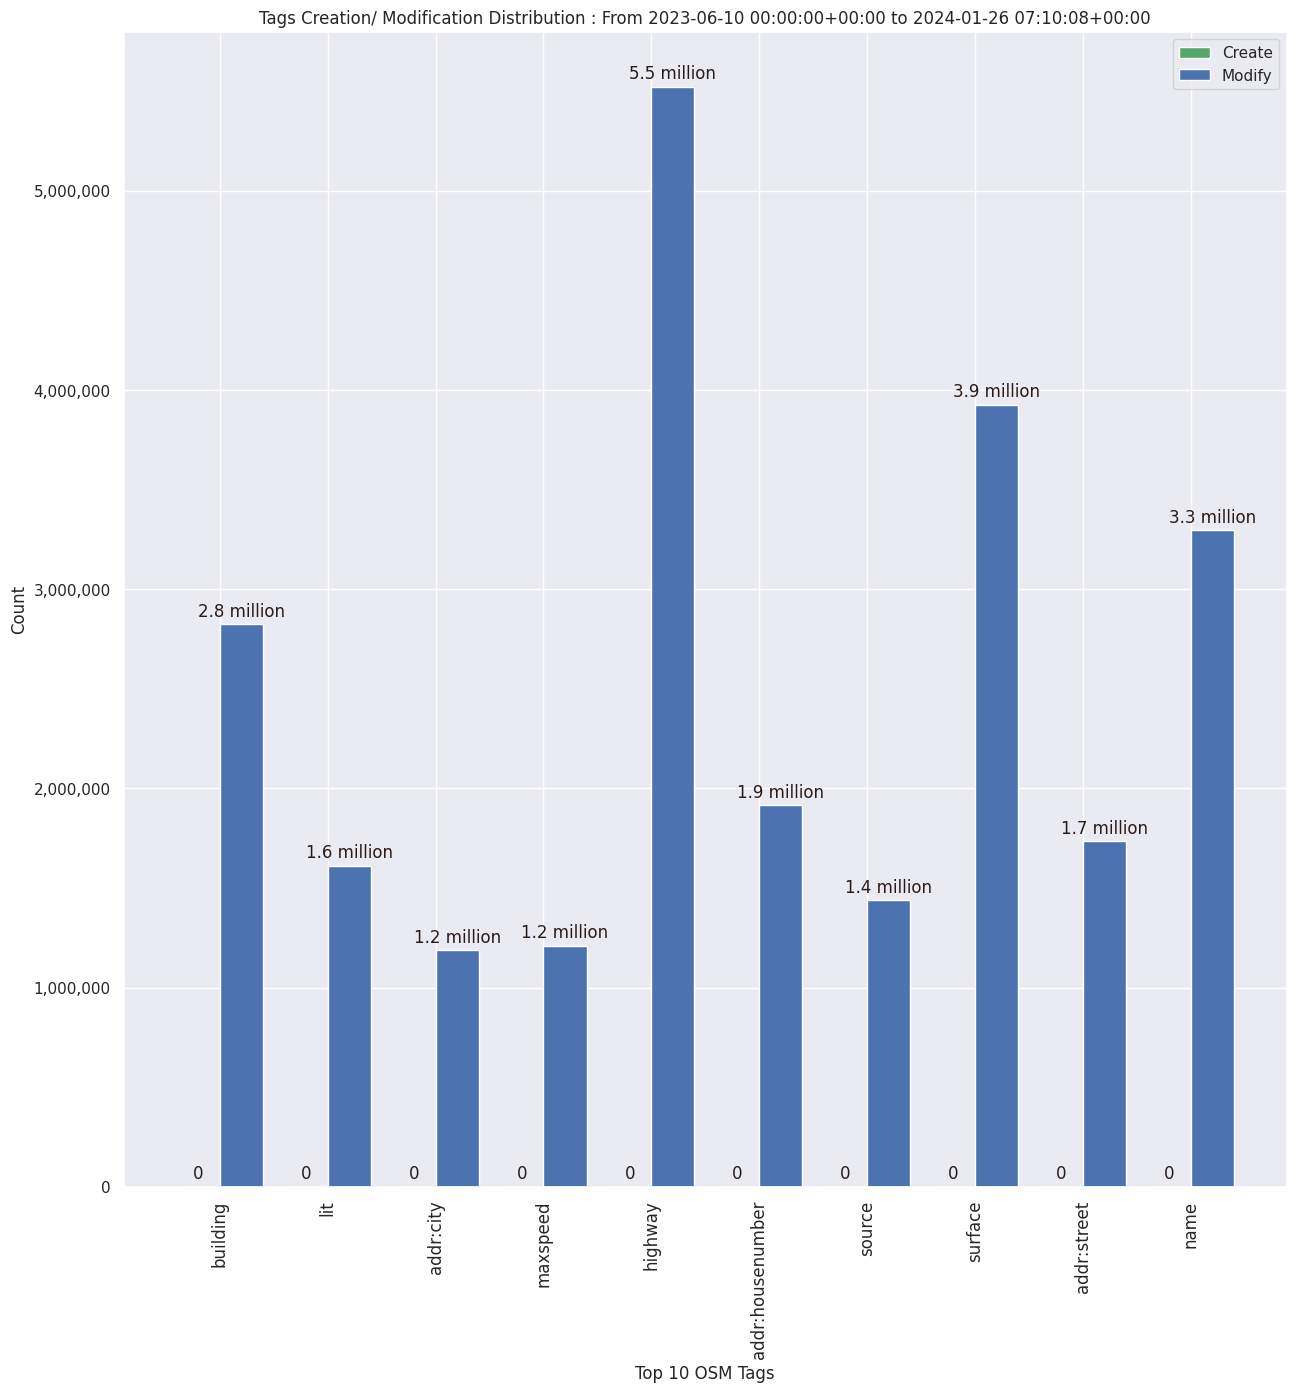 Tags Creation/ Modification Distribution : From 2023-06-10 00:00:00+00:00 to 2024-01-26 07:10:08+00:00
Create
Modify
5.5 million
5,000,000
4,000,000
3.9 million
3.3 million
3,000,000
2.8 million
Count
2,000,000
1.9 million
1.7 million
1.6 million
1.4 million
1.2 million
1.2 million
1,000,000
0
0 0 0 0 0 0 0 0 0 0
building
lit
addr:city
maxspeed
highway
addr:housenumber
source
surface
addr:street
name
Top 10 OSM Tags